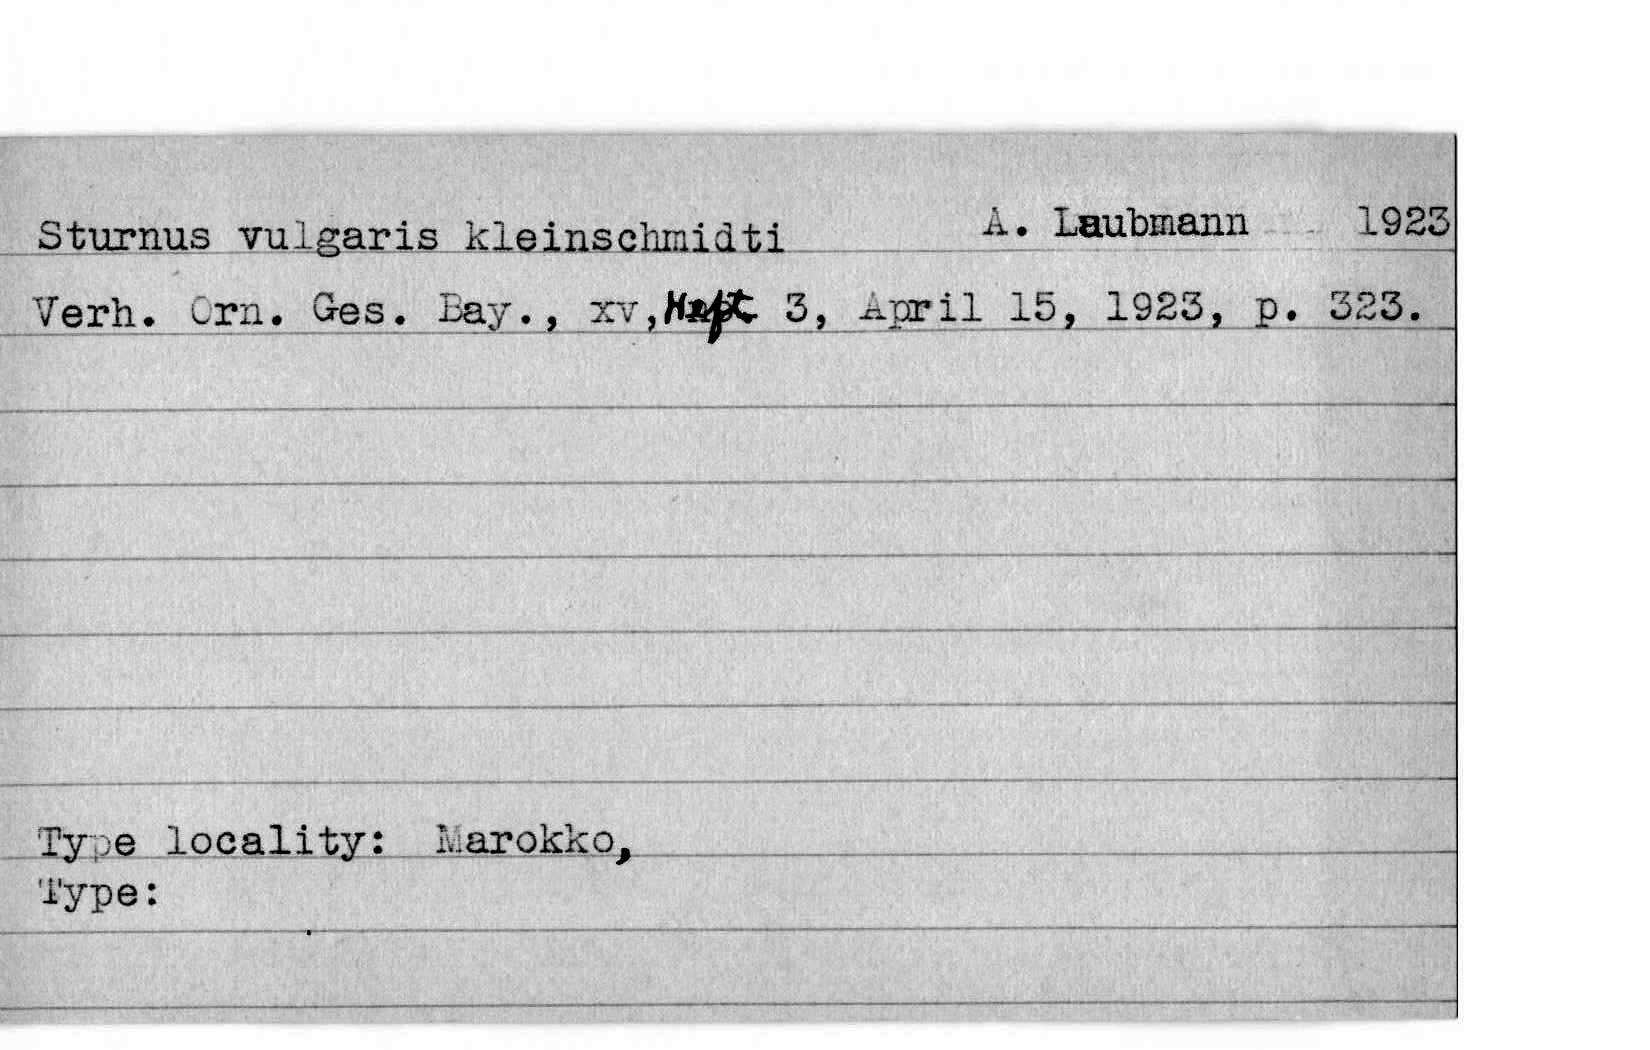 Sturnus vulgaris kleinschmidti A. Laubmann 1923
Verh. Orn. Ges. Bay., xv, Heft 3, April 15, 1923, p. 323.
Type locality: Marokko,
Type: